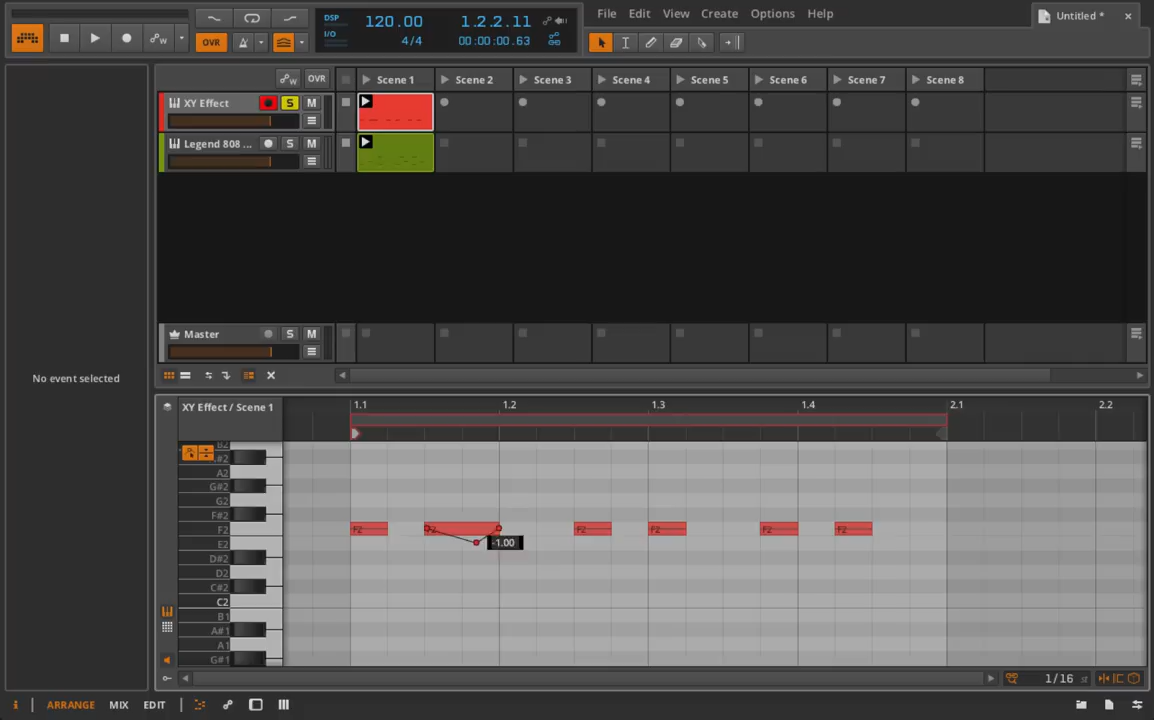 DSP
I/O
120.00
4/4
1.2.2.11
00:00:00.63
File Edit View Create Options Help
Untitled *
OVR
OVR
Scene 1 Scene 2 Scene 3 Scene 4 Scene 5 Scene 6 Scene 7 Scene 8
XY Effect
S M
Legend 808 ...
S M
No event selected
Master
S M
XY Effect / Scene 1
1.1 1.2 1.3 1.4 2.1 2.2
B2
A2
G#2
G2
F#2
F2
F2 F2 F2 F2 F2 F2
E2
-1.00
D#2
D2
C#2
C2
B1
A#1
A1
G#1
1/16 st
i ARRANGE MIX EDIT